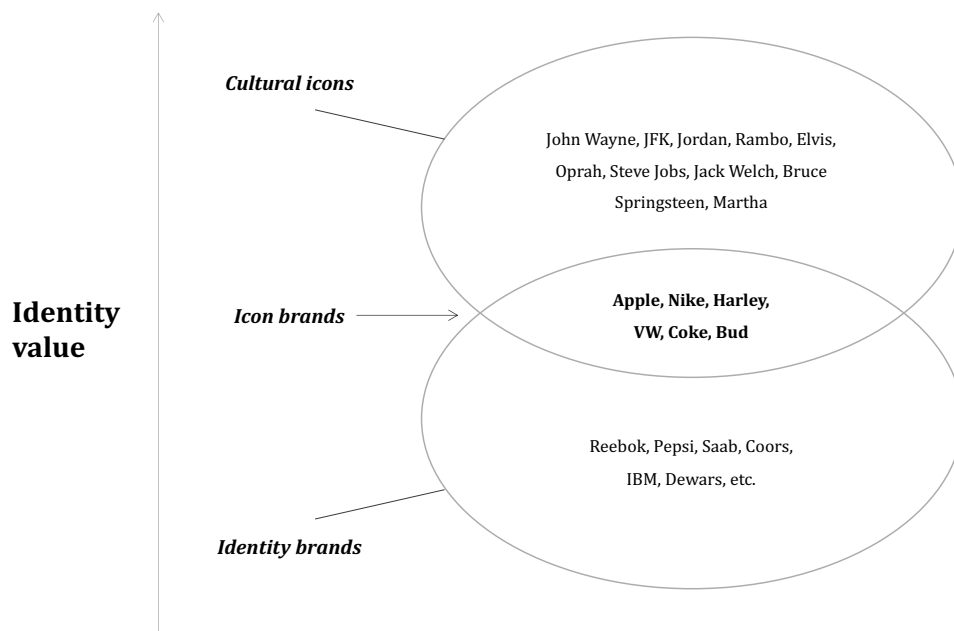 Cultural icons
John Wayne, JFK, Jordan, Rambo, Elvis,
Oprah, Steve Jobs, Jack Welch, Bruce
Springsteen, Martha
Identity
value
Icon brands
Apple, Nike, Harley,
VW, Coke, Bud
Reebok, Pepsi, Saab, Coors,
IBM, Dewars, etc.
Identity brands